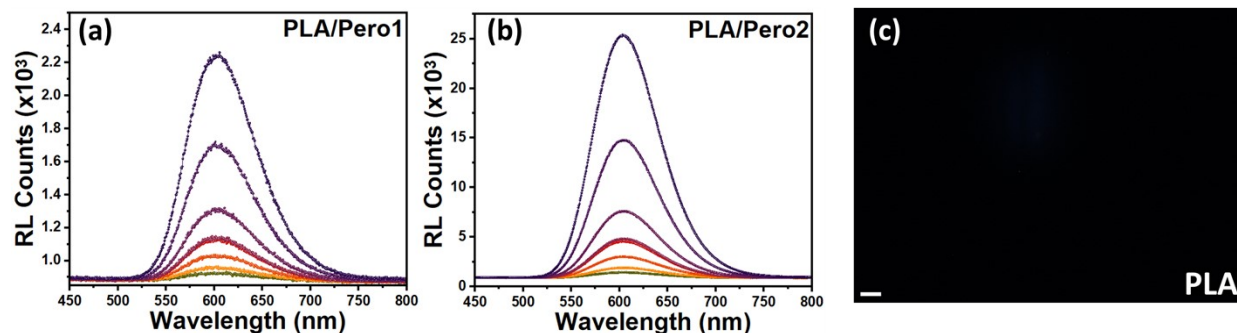 (a)
PLA/Pero1
RL Counts (x10³)
2.4
2.2
2.0
1.8
1.6
1.4
1.2
1.0
450 500 550 600 650 700 750 800
Wavelength (nm)
(b)
PLA/Pero2
RL Counts (x10³)
25
20
15
10
5
0
450 500 550 600 650 700 750 800
Wavelength (nm)
(c)
PLA